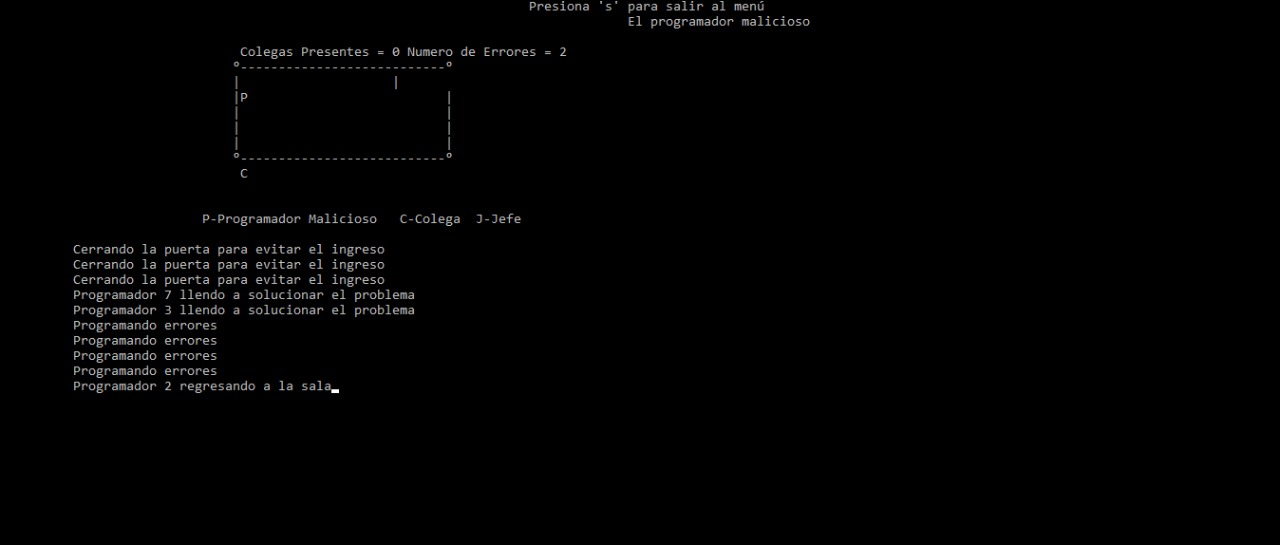 Presiona 's' para salir al menú
El programador malicioso
Colegas Presentes = 0 Numero de Errores = 2
º---------------------------º
|                    |
|P                          |
|                           |
|                           |
|                           |
º---------------------------º
C
P-Programador Malicioso   C-Colega  J-Jefe
Cerrando la puerta para evitar el ingreso
Cerrando la puerta para evitar el ingreso
Cerrando la puerta para evitar el ingreso
Programador 7 llendo a solucionar el problema
Programador 3 llendo a solucionar el problema
Programando errores
Programando errores
Programando errores
Programando errores
Programador 2 regresando a la sala